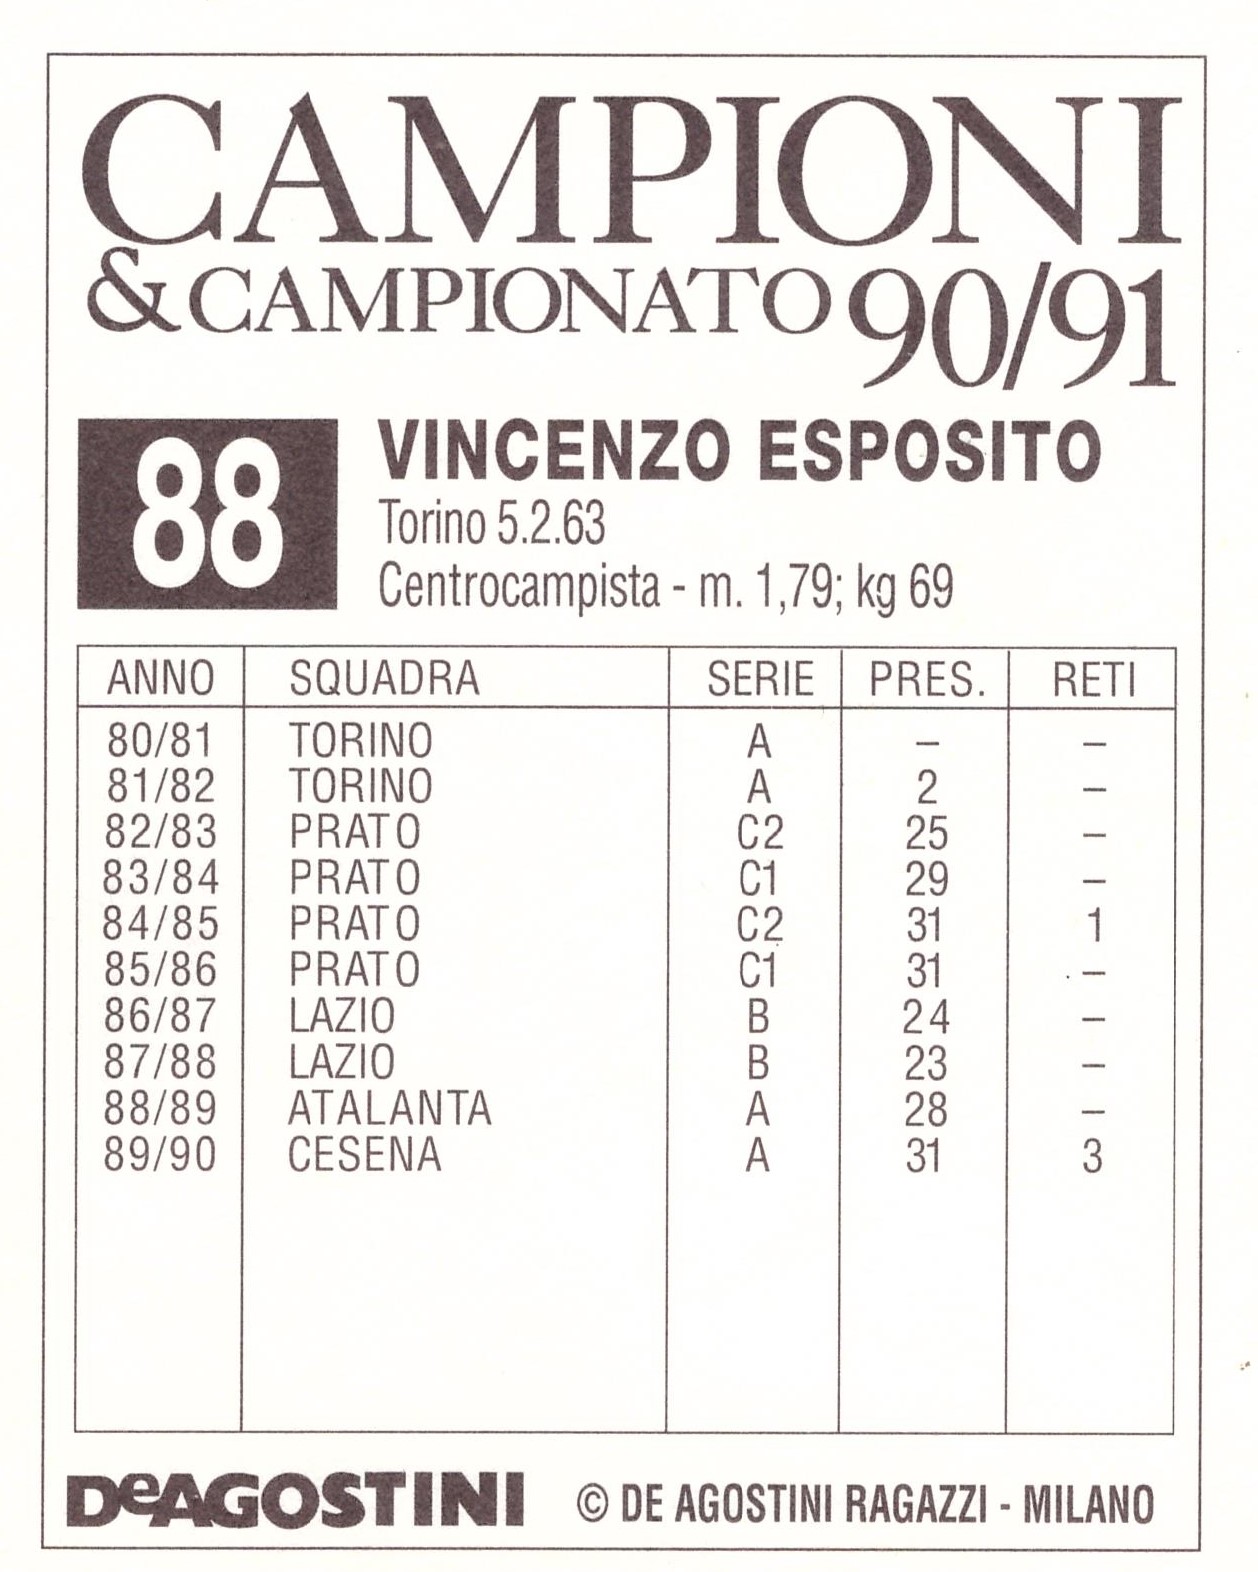 CAMPIONI
& CAMPIONATO 90/91
88
VINCENZO ESPOSITO
Torino 5.2.63
Centrocampista - m. 1,79; kg 69
ANNO SQUADRA SERIE PRES. RETI
80/81 TORINO A – –
81/82 TORINO A 2 –
82/83 PRATO C2 25 –
83/84 PRATO C1 29 –
84/85 PRATO C2 31 1
85/86 PRATO C1 31 –
86/87 LAZIO B 24 –
87/88 LAZIO B 23 –
88/89 ATALANTA A 28 –
89/90 CESENA A 31 3
DeAGOSTINI © DE AGOSTINI RAGAZZI - MILANO